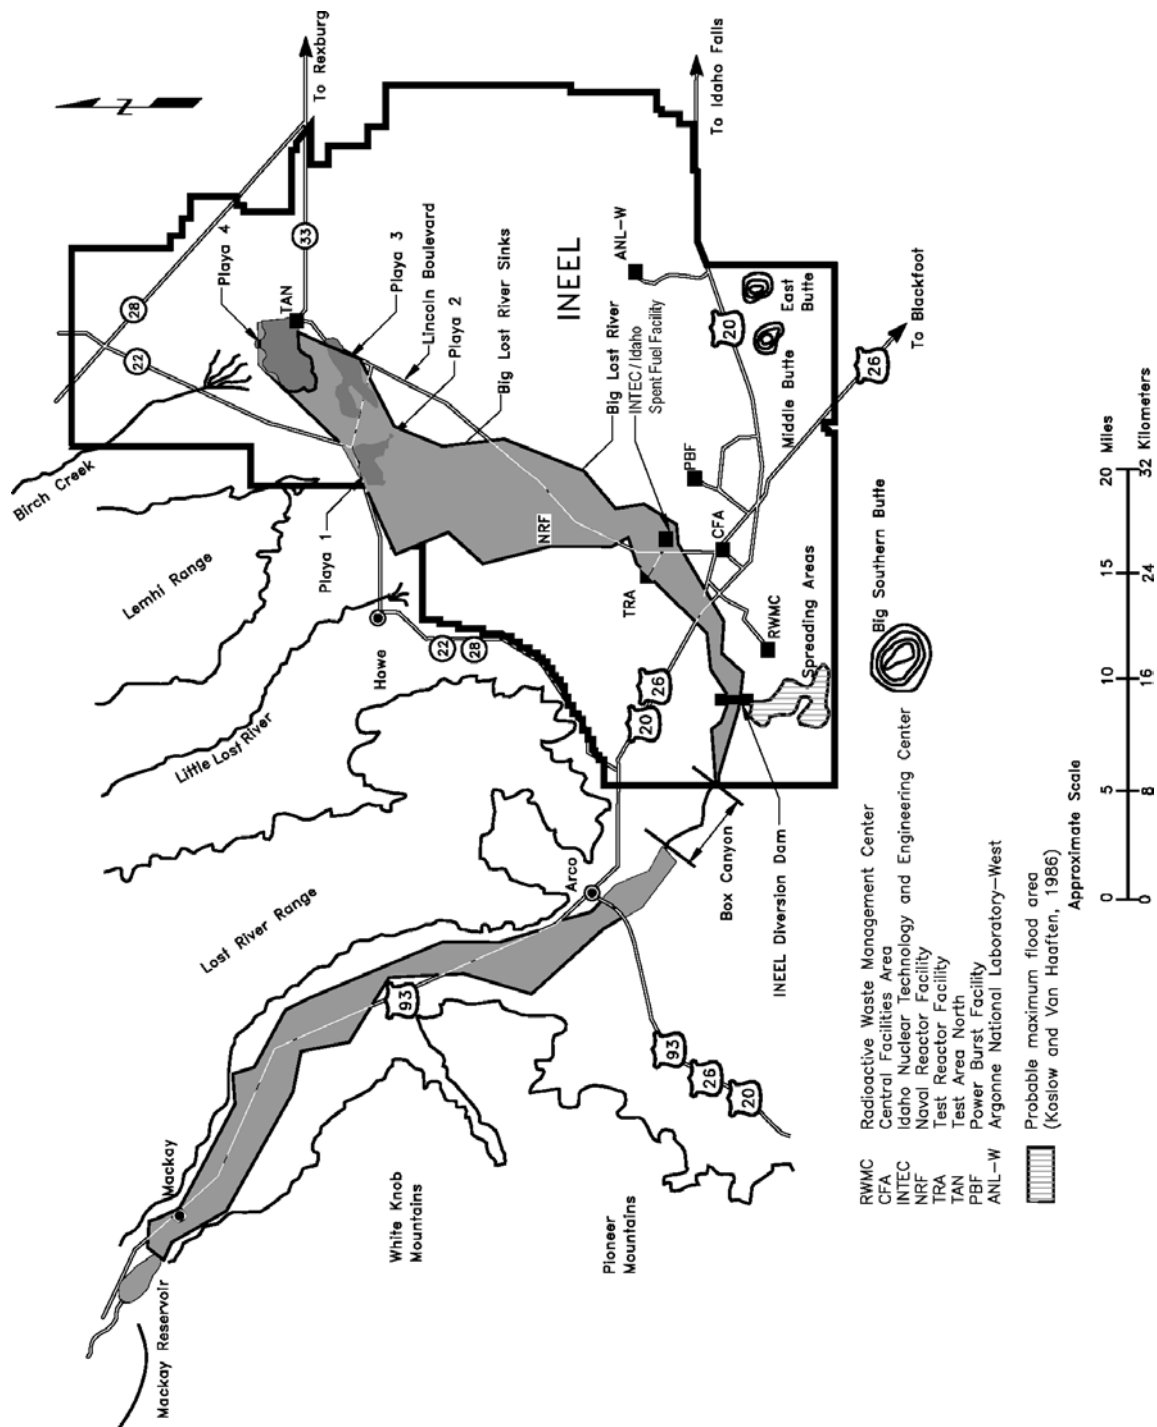 To Rexburg
N
28
22
33
Playa 4
TAN
Playa 3
Lincoln Boulevard
Playa 2
Big Lost River Sinks
INEEL
To Idaho Falls
Birch Creek
Playa 1
NRF
Big Lost River
INTEC/Idaho
Spent Fuel Facility
ANL-W
20
East
Butte
Middle Butte
To Blackfoot
26
PBF
CFA
TRA
RWMC
Spreading Areas
Big Southern Butte
Lemhi Range
Howe
22
28
Little Lost River
20
26
Lost River Range
Arco
Box Canyon
INEEL Diversion Dam
93
93
26
20
Mackay
Mackay Reservoir
White Knob
Mountains
Pioneer
Mountains
RWMC Radioactive Waste Management Center
CFA Central Facilities Area
INTEC Idaho Nuclear Technology and Engineering Center
NRF Naval Reactor Facility
TRA Test Reactor Facility
TAN Test Area North
PBF Power Burst Facility
ANL-W Argonne National Laboratory-West
Probable maximum flood area
(Koslow and Van Haaften, 1986)
Approximate Scale
0 5 10 15 20 Miles
0 8 16 24 32 Kilometers